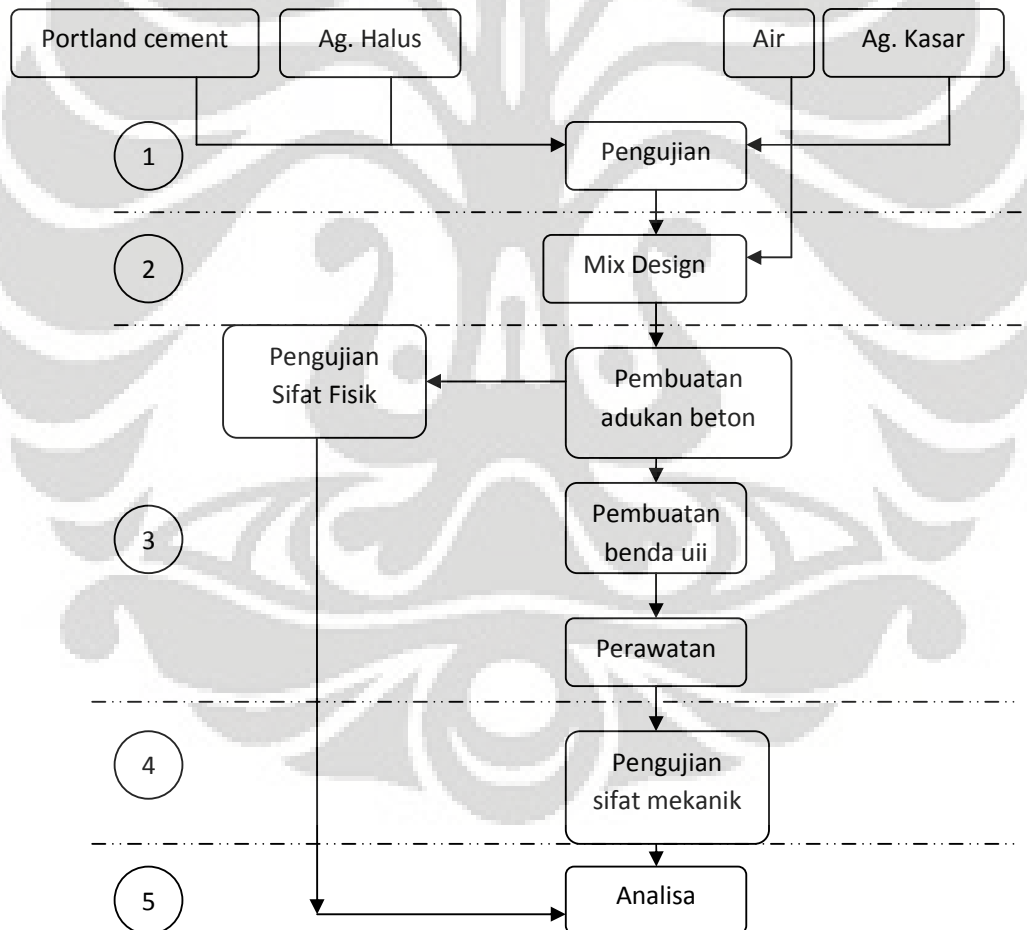 Portland cement
Ag. Halus
Air
Ag. Kasar
1
Pengujian
2
Mix Design
Pengujian
Sifat Fisik
Pembuatan
adukan beton
3
Pembuatan
benda uii
Perawatan
4
Pengujian
sifat mekanik
5
Analisa